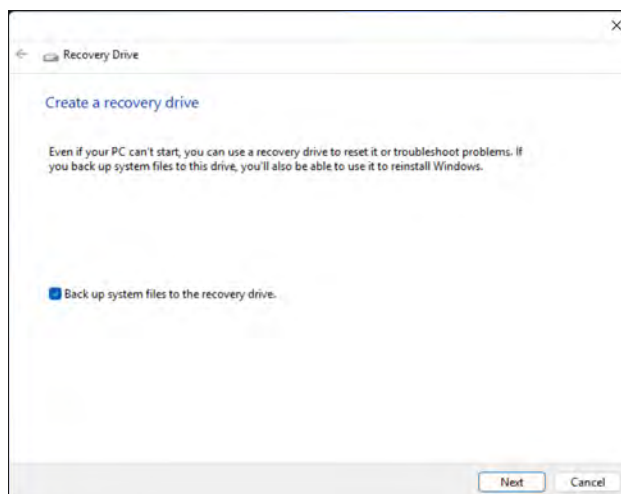 Recovery Drive
Create a recovery drive
Even if your PC can't start, you can use a recovery drive to reset it or troubleshoot problems. If
you back up system files to this drive, you'll also be able to use it to reinstall Windows.
Back up system files to the recovery drive.
Next Cancel